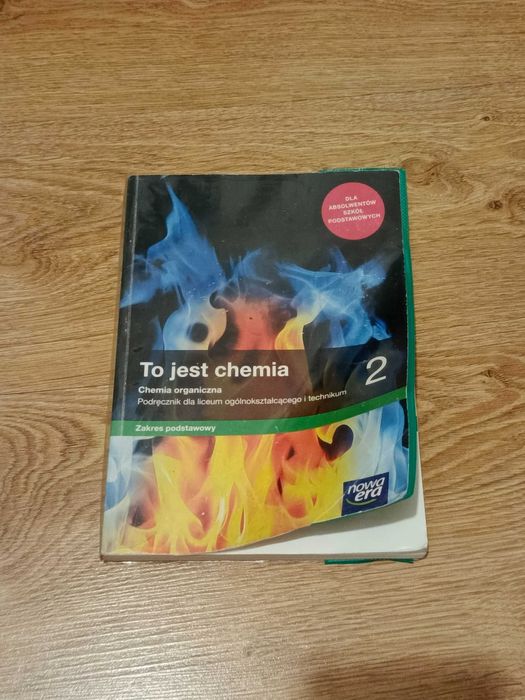 DLA
ABSOLWENTÓW
SZKÓŁ
PODSTAWOWYCH
To jest chemia 2
Chemia organiczna
Podręcznik dla liceum ogólnokształcącego i technikum
Zakres podstawowy
nowa
era